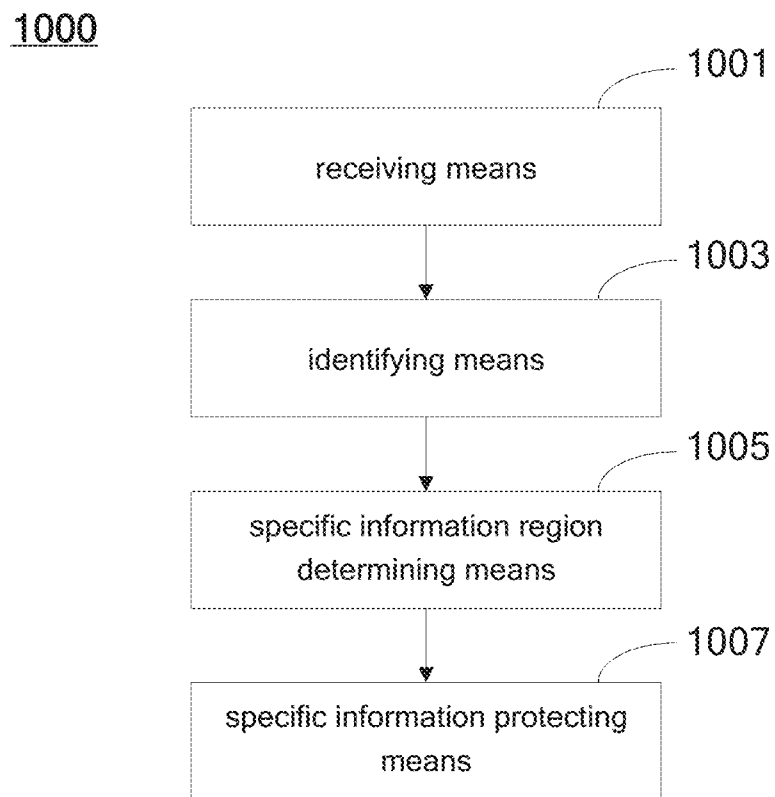 1000
1001
receiving means
1003
identifying means
1005
specific information region
determining means
1007
specific information protecting
means